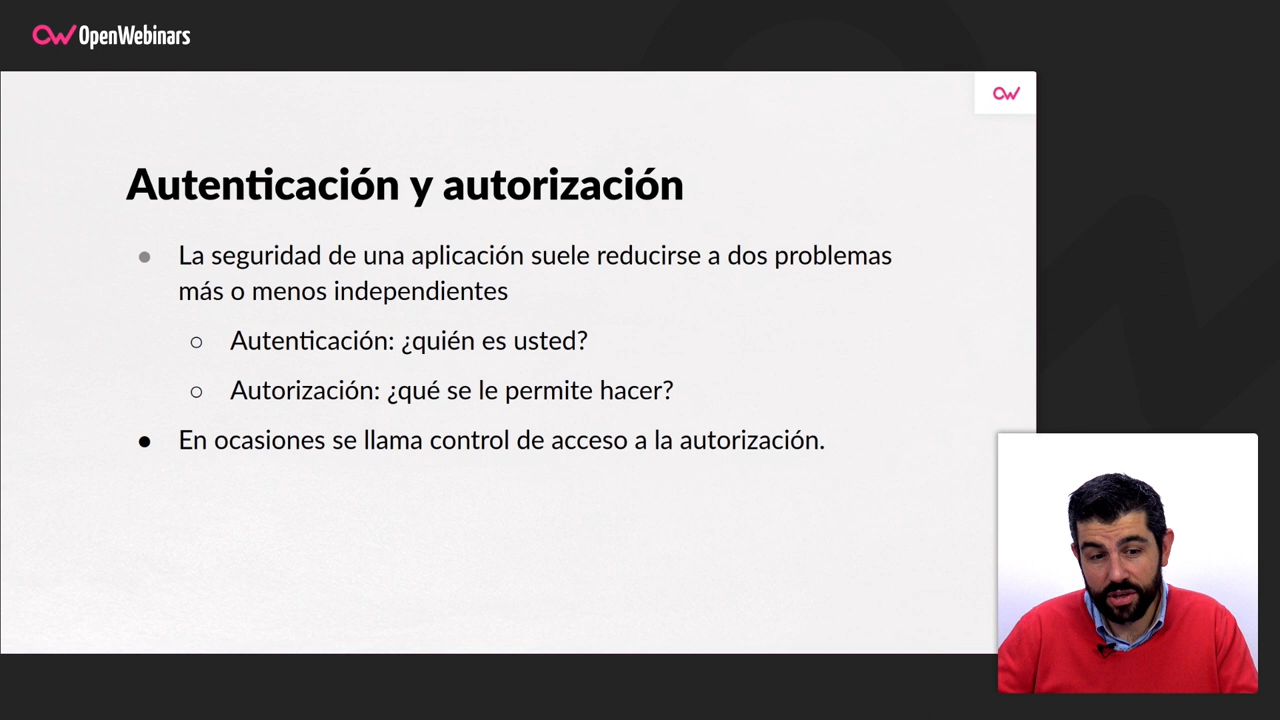 OpenWebinars
Autenticación y autorización
● La seguridad de una aplicación suele reducirse a dos problemas
más o menos independientes
○ Autenticación: ¿quién es usted?
○ Autorización: ¿qué se le permite hacer?
● En ocasiones se llama control de acceso a la autorización.